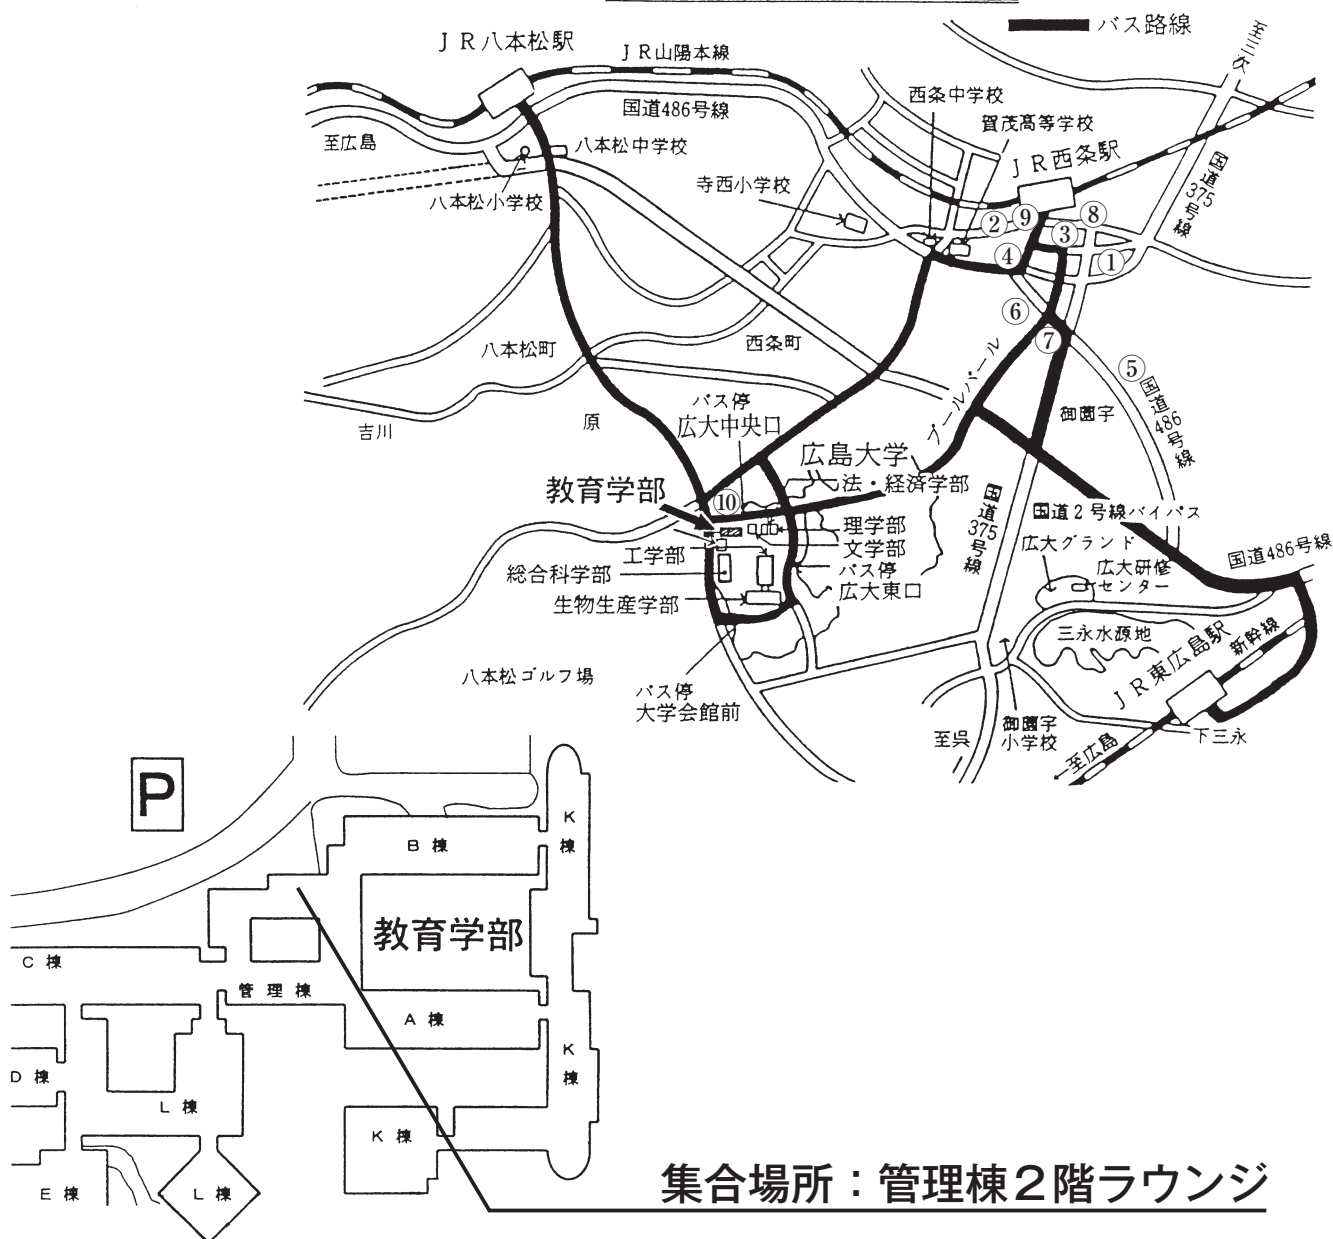 バス路線
至三次
ＪＲ八本松駅
ＪＲ山陽本線
国道486号線
西条中学校
賀茂高等学校
ＪＲ西条駅
至広島
八本松中学校
八本松小学校
寺西小学校
国道375号線
②
⑨
⑧
③
④
①
⑥
⑦
⑤
八本松町
西条町
ブールバール
国道486号線
御薗宇
吉川
原
バス停
広大中央口
広島大学
教育学部
⑩
法・経済学部
理学部
文学部
工学部
総合科学部
生物生産学部
バス停
広大東口
国道375号線
国道２号線バイパス
広大グランド
広大研修
センター
国道486号線
三永水源地
ＪＲ東広島駅
新幹線
八本松ゴルフ場
バス停
大学会館前
至呉
御薗宇
小学校
下三永
←至広島
P
K棟
B棟
教育学部
C棟
管理棟
A棟
K棟
D棟
L棟
K棟
E棟
L棟
集合場所：管理棟２階ラウンジ